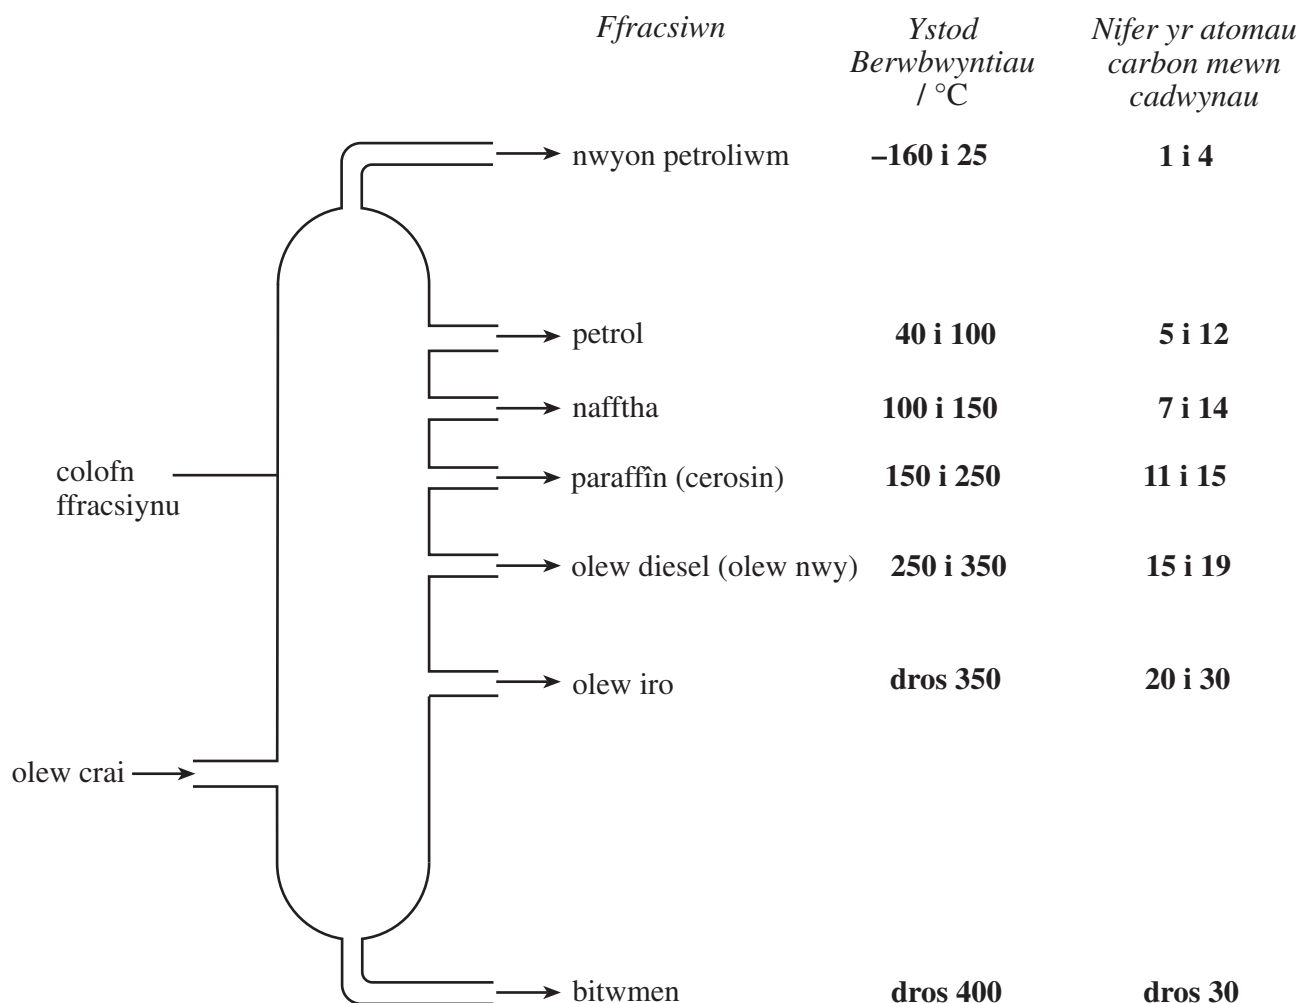 Ffracsiwn
Ystod
Berwbwyntiau
/ °C
Nifer yr atomau
carbon mewn
cadwynau
nwyon petroliwm –160 i 25 1 i 4
petrol 40 i 100 5 i 12
nafftha 100 i 150 7 i 14
colofn
ffracsiynu
paraffîn (cerosin) 150 i 250 11 i 15
olew diesel (olew nwy) 250 i 350 15 i 19
olew iro dros 350 20 i 30
olew crai
bitwmen dros 400 dros 30